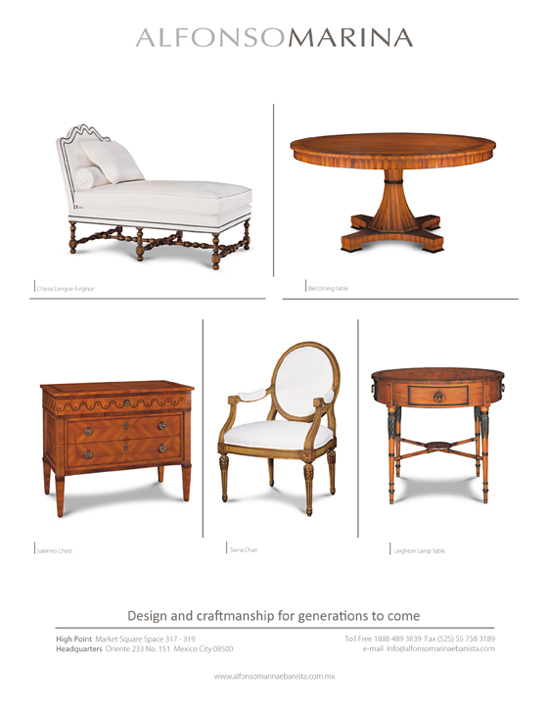 ALFONSOMARINA
Chaise Longue Avignon
Biel Dining Table
Salerno Chest
Siena Chair
Leighton Lamp Table
Design and craftmanship for generations to come
High Point Market Square Space 317 - 319
Headquarters Oriente 233 No. 151 Mexico City 08500
Toll Free 1888 489 3839 Fax (525) 55 758 3189
e-mail info@alfonsomarinaebanista.com
www.alfonsomarinaebanista.com.mx